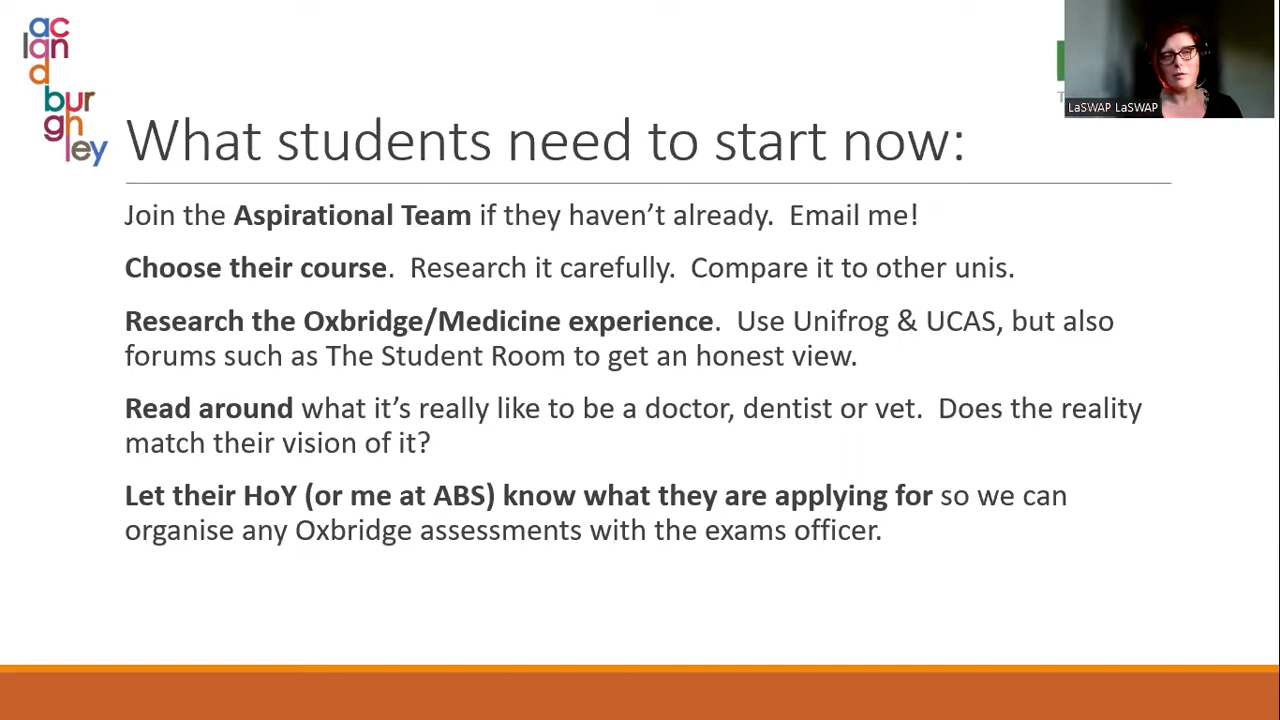 ac
lan
d
bur
gh
ley
LaSWAP LaSWAP
What students need to start now:
Join the Aspirational Team if they haven’t already.  Email me!
Choose their course.  Research it carefully.  Compare it to other unis.
Research the Oxbridge/Medicine experience.  Use Unifrog & UCAS, but also
forums such as The Student Room to get an honest view.
Read around what it’s really like to be a doctor, dentist or vet.  Does the reality
match their vision of it?
Let their HoY (or me at ABS) know what they are applying for so we can
organise any Oxbridge assessments with the exams officer.